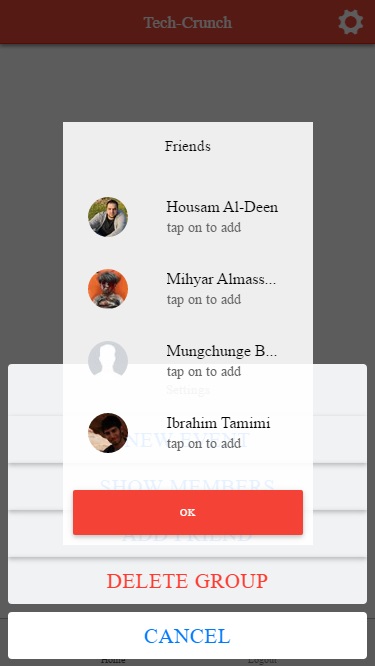 Tech-Crunch
Friends
Housam Al-Deen
tap on to add
Mihyar Almass...
tap on to add
Mungchunge B...
tap on to add
Settings
Ibrahim Tamimi
tap on to add
NEW EVENT
SHOW MEMBERS
OK
ADD FRIEND
DELETE GROUP
CANCEL
Home
Logout